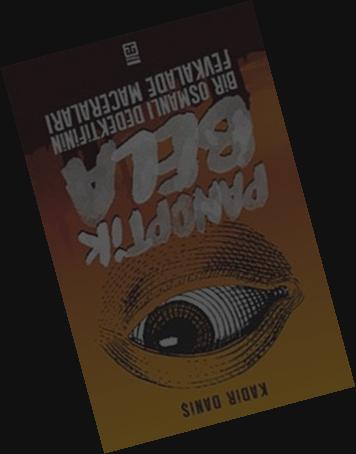 KADİR DANIŞ
PANOPTİK
BELA
BİR OSMANLI DEDEKTİFİNİN
FEVKALADE MACERALARI